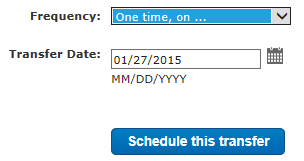 Frequency: One time, on ...
Transfer Date: 01/27/2015
MM/DD/YYYY
Schedule this transfer